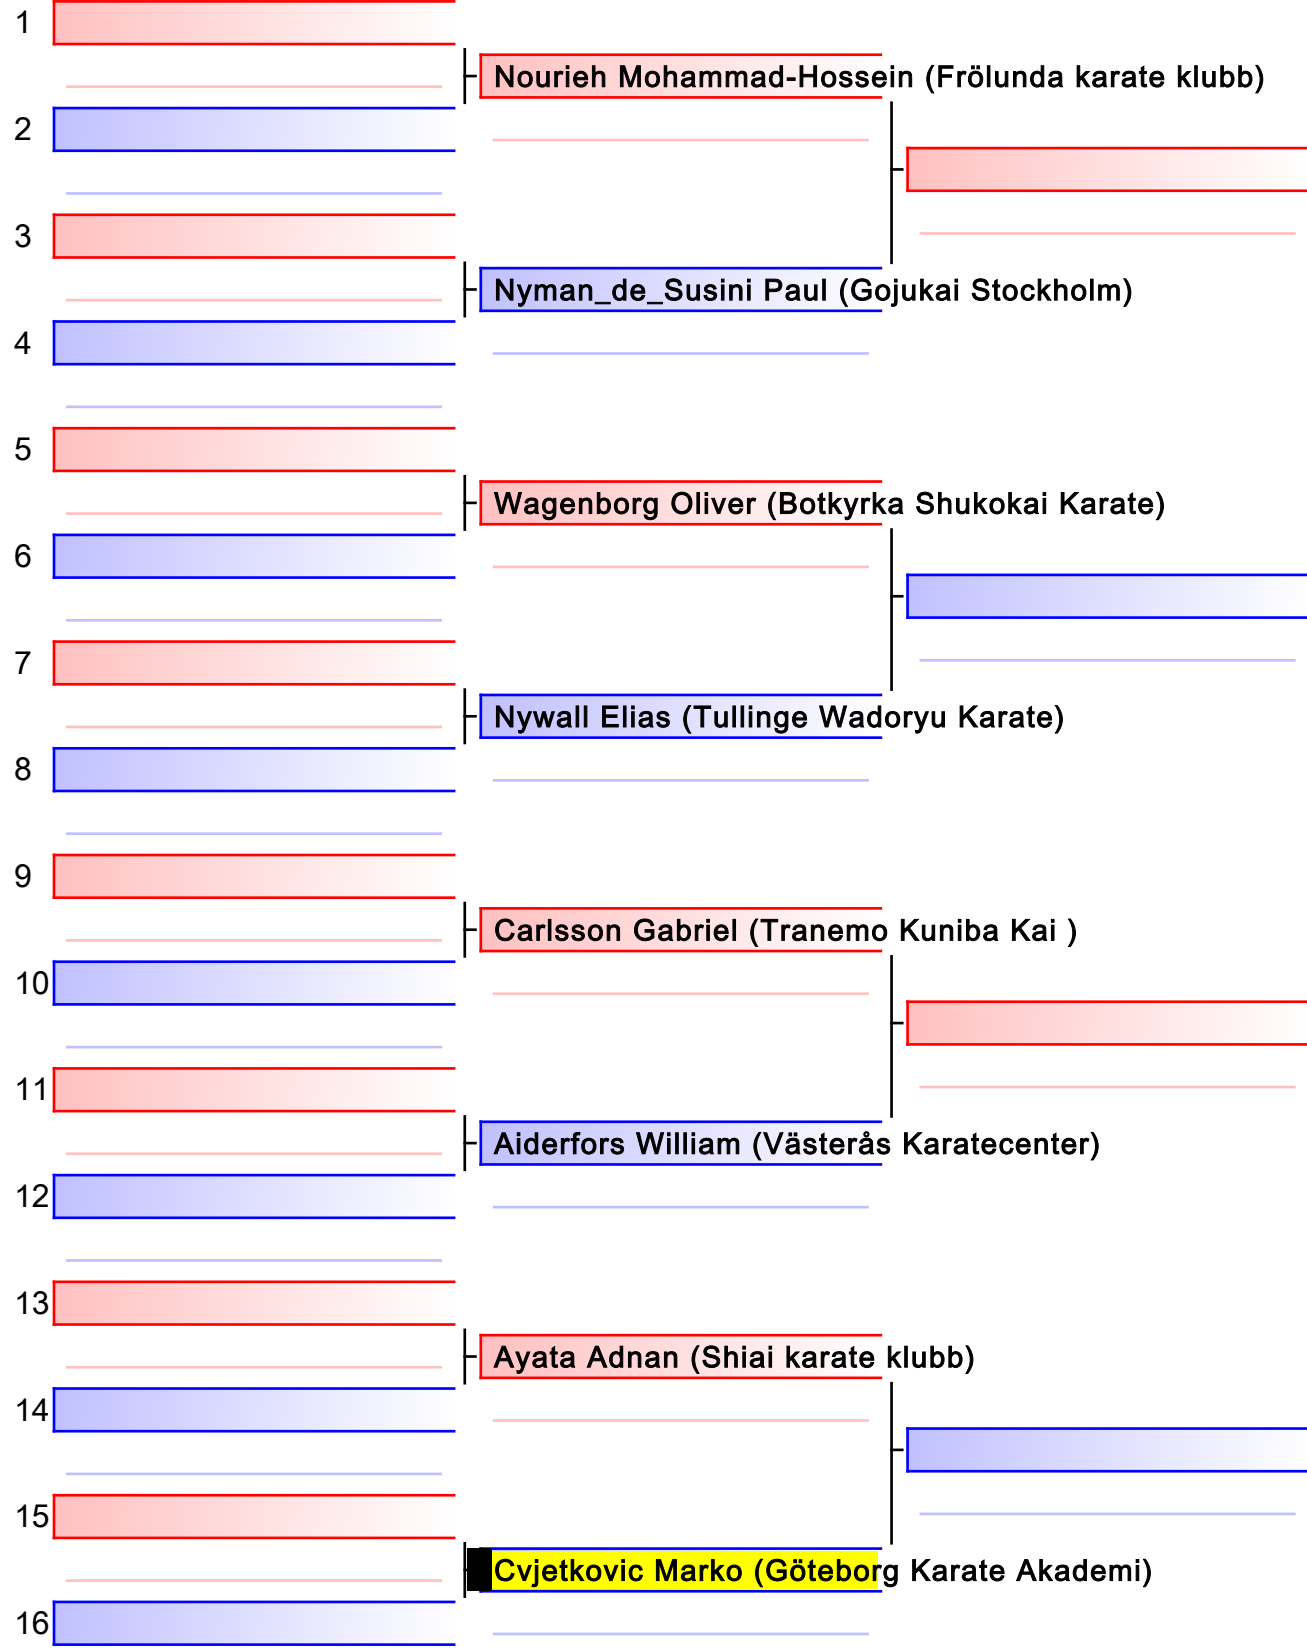 1
Nourieh Mohammad-Hossein (Frölunda karate klubb)
2
3
Nyman_de_Susini Paul (Gojukai Stockholm)
4
5
Wagenborg Oliver (Botkyrka Shukokai Karate)
6
7
Nywall Elias (Tullinge Wadoryu Karate)
8
9
Carlsson Gabriel (Tranemo Kuniba Kai )
10
11
Aiderfors William (Västerås Karatecenter)
12
13
Ayata Adnan (Shiai karate klubb)
14
15
Cvjetkovic Marko (Göteborg Karate Akademi)
16